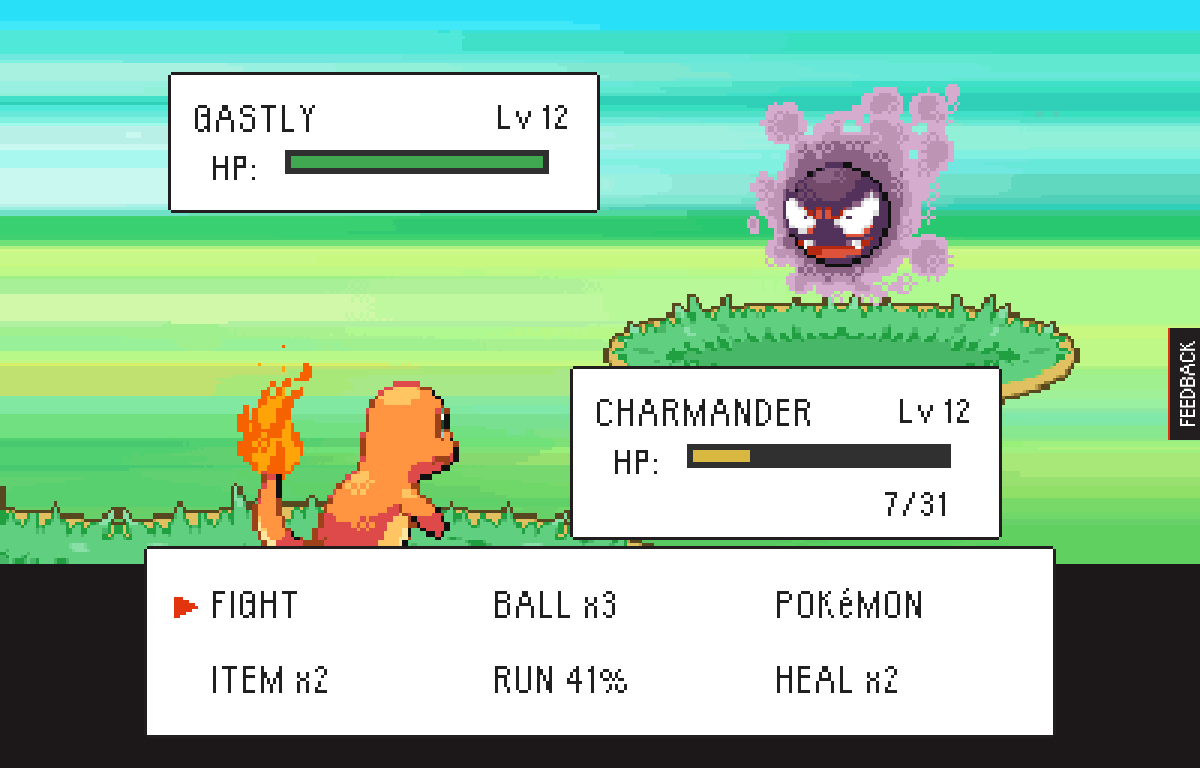 GASTLY Lv 12
HP:
FEEDBACK
CHARMANDER Lv 12
HP:
7/31
FIGHT BALL x3 POKéMON
ITEM x2 RUN 41% HEAL x2